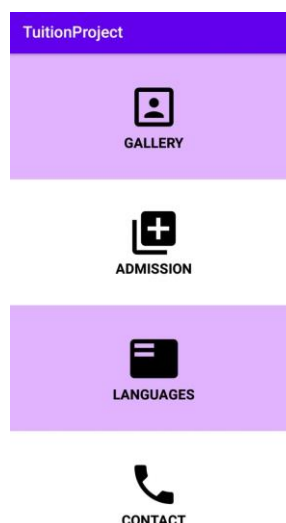 TuitionProject
GALLERY
ADMISSION
LANGUAGES
CONTACT